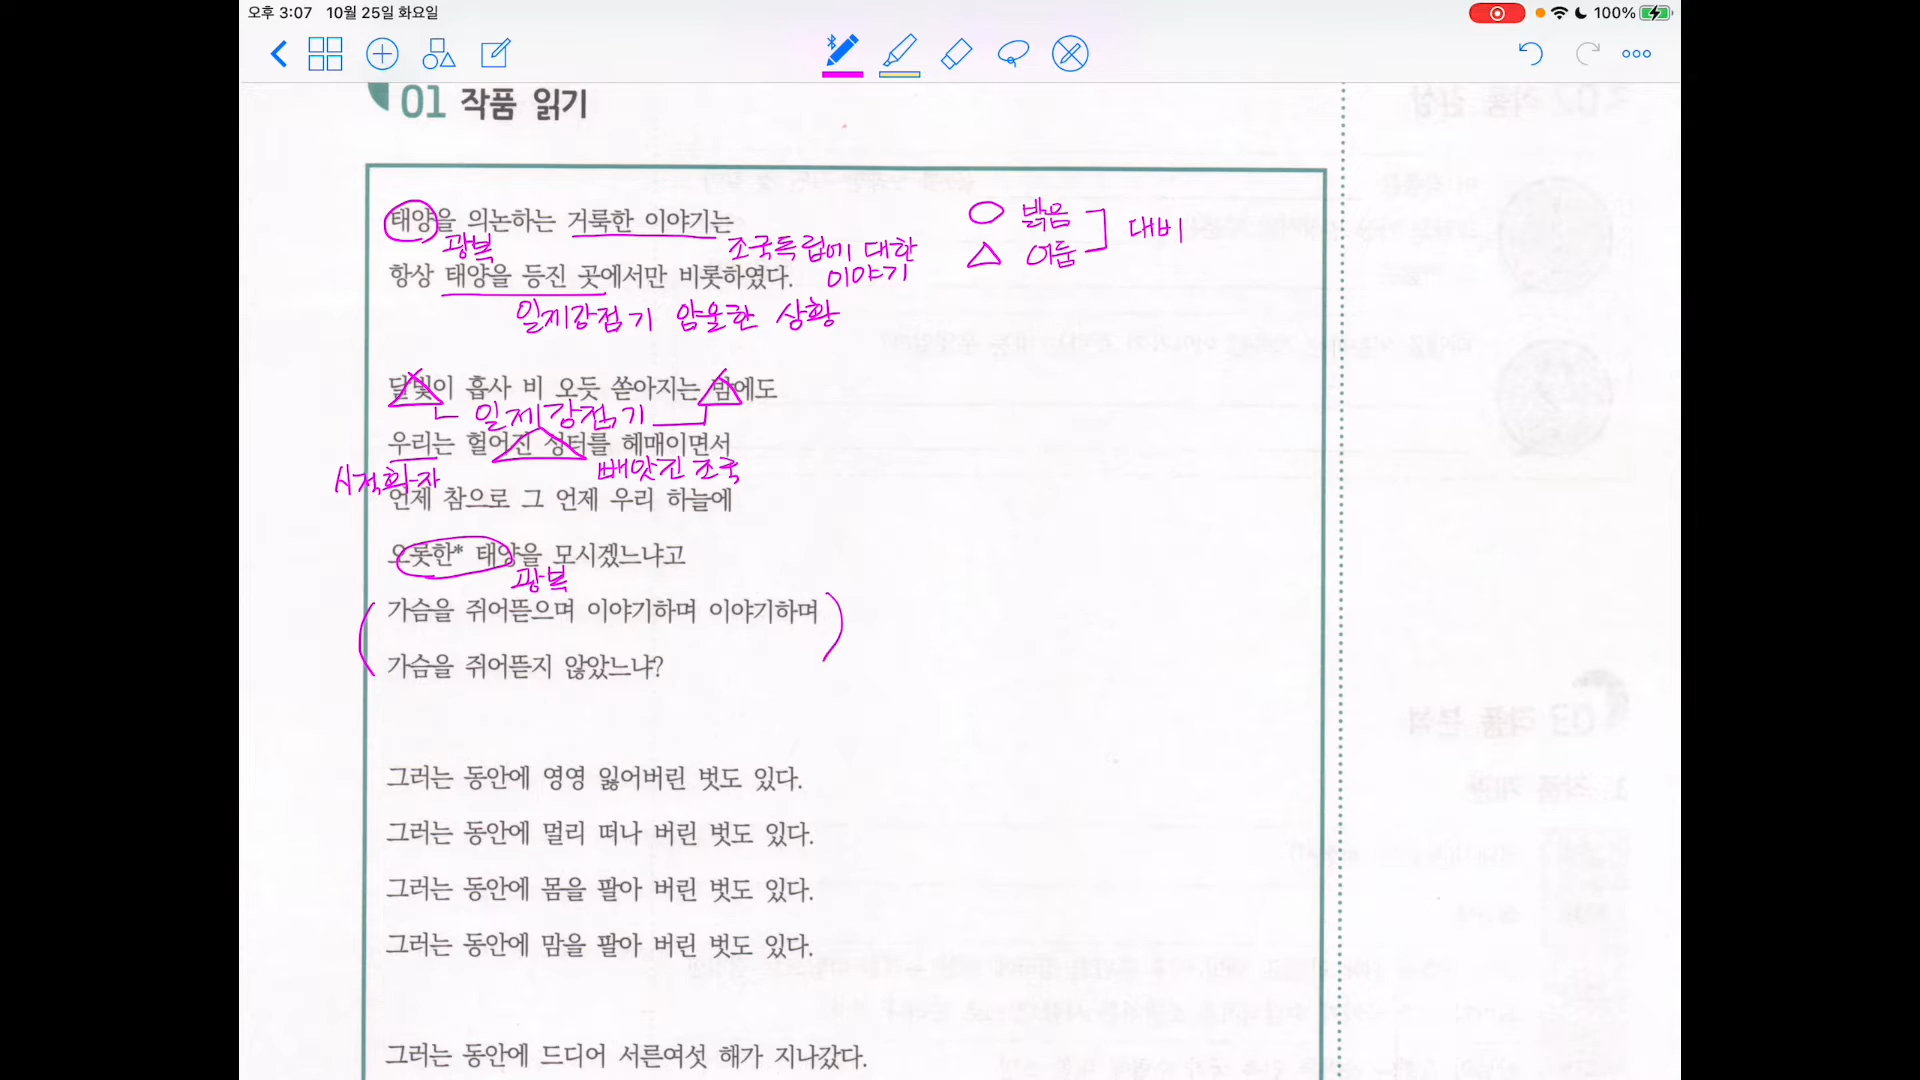 오후 3:07 10월 25일 화요일
100%
01 작품 읽기
태양을 의논하는 거룩한 이야기는
광복
조국독립에 대한
이야기
항상 태양을 등진 곳에서만 비롯하였다.
일제강점기 암울한 상황
밝음
어둠
대비
달빛이 흡사 비 오듯 쏟아지는 밤에도
일제강점기
우리는 헐어진 성터를 헤매이면서
시적화자
빼앗긴 조국
언제 참으로 그 언제 우리 하늘에
오롯한* 태양을 모시겠느냐고
광복
가슴을 쥐어뜯으며 이야기하며 이야기하며
가슴을 쥐어뜯지 않았느냐?
그러는 동안에 영영 잃어버린 벗도 있다.
그러는 동안에 멀리 떠나 버린 벗도 있다.
그러는 동안에 몸을 팔아 버린 벗도 있다.
그러는 동안에 맘을 팔아 버린 벗도 있다.
그러는 동안에 드디어 서른여섯 해가 지나갔다.